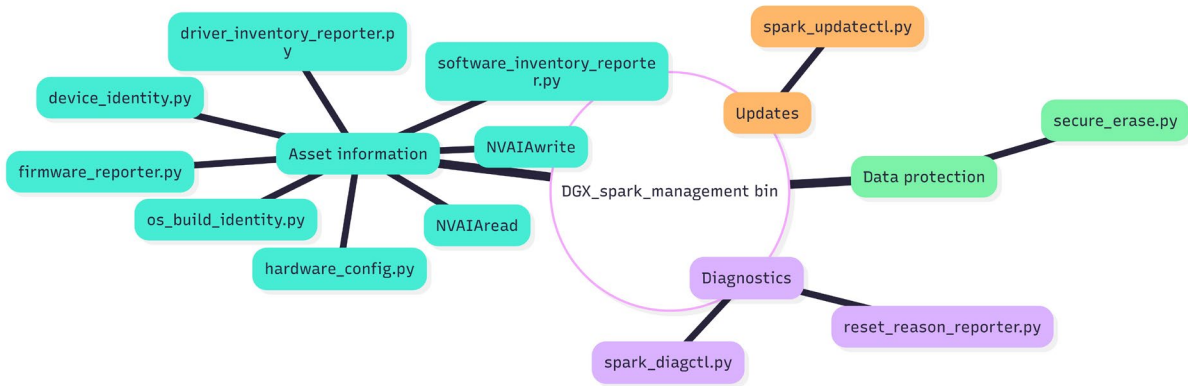 driver_inventory_reporter.p
y
software_inventory_reporte
r.py
device_identity.py
Asset information
NVAIAwrite
firmware_reporter.py
os_build_identity.py
NVAIAread
hardware_config.py
DGX_spark_management bin
spark_updatectl.py
Updates
secure_erase.py
Data protection
Diagnostics
reset_reason_reporter.py
spark_diagctl.py